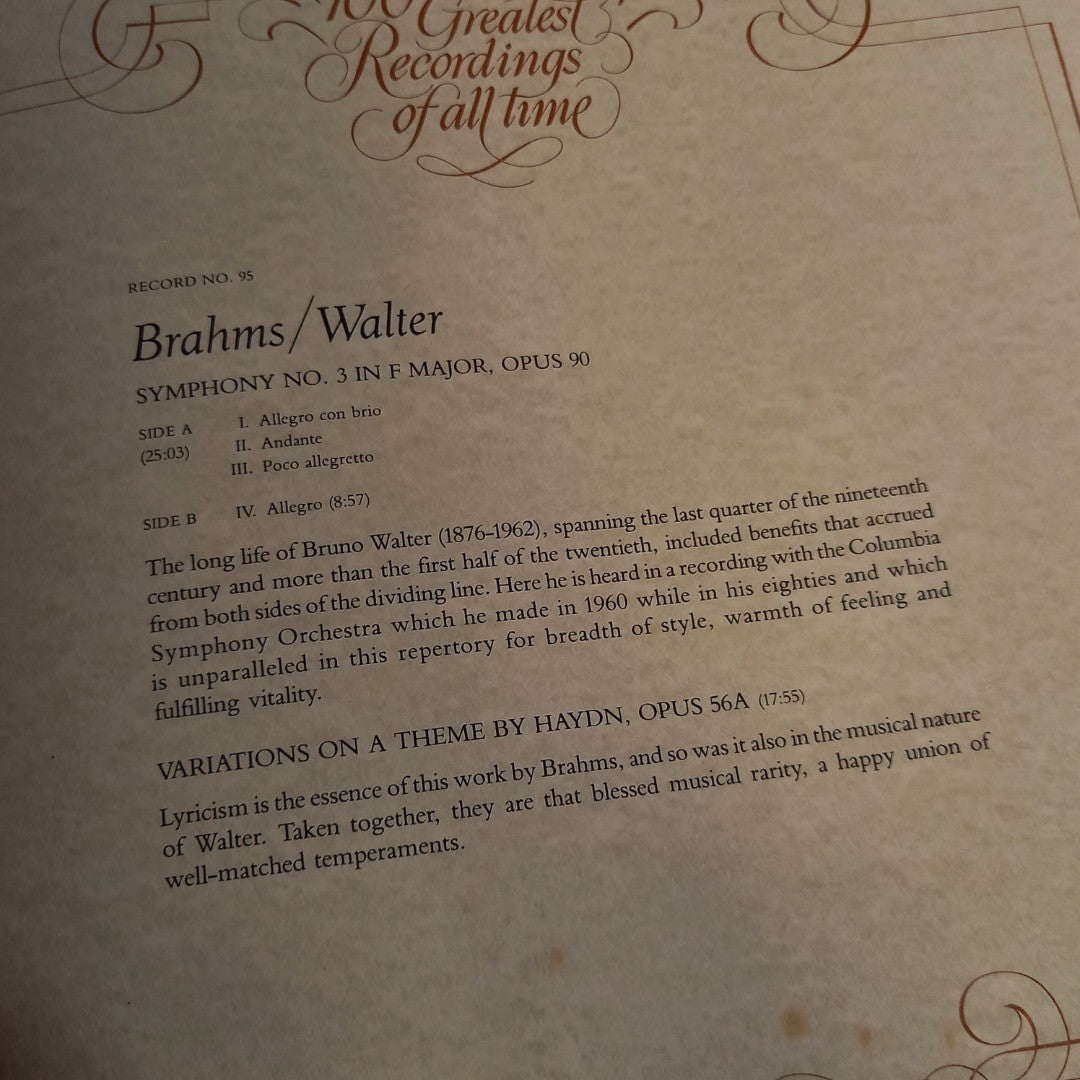 100 Greatest
Recordings
of all time
RECORD NO. 95
Brahms/Walter
SYMPHONY NO. 3 IN F MAJOR, OPUS 90
SIDE A I. Allegro con brio
(25:03) II. Andante
III. Poco allegretto
SIDE B IV. Allegro (8:57)
The long life of Bruno Walter (1876-1962), spanning the last quarter of the nineteenth
century and more than the first half of the twentieth, included benefits that accrued
from both sides of the dividing line. Here he is heard in a recording with the Columbia
Symphony Orchestra which he made in 1960 while in his eighties and which
is unparalleled in this repertory for breadth of style, warmth of feeling and
fulfilling vitality.
VARIATIONS ON A THEME BY HAYDN, OPUS 56A (17:55)
Lyricism is the essence of this work by Brahms, and so was it also in the musical nature
of Walter. Taken together, they are that blessed musical rarity, a happy union of
well-matched temperaments.